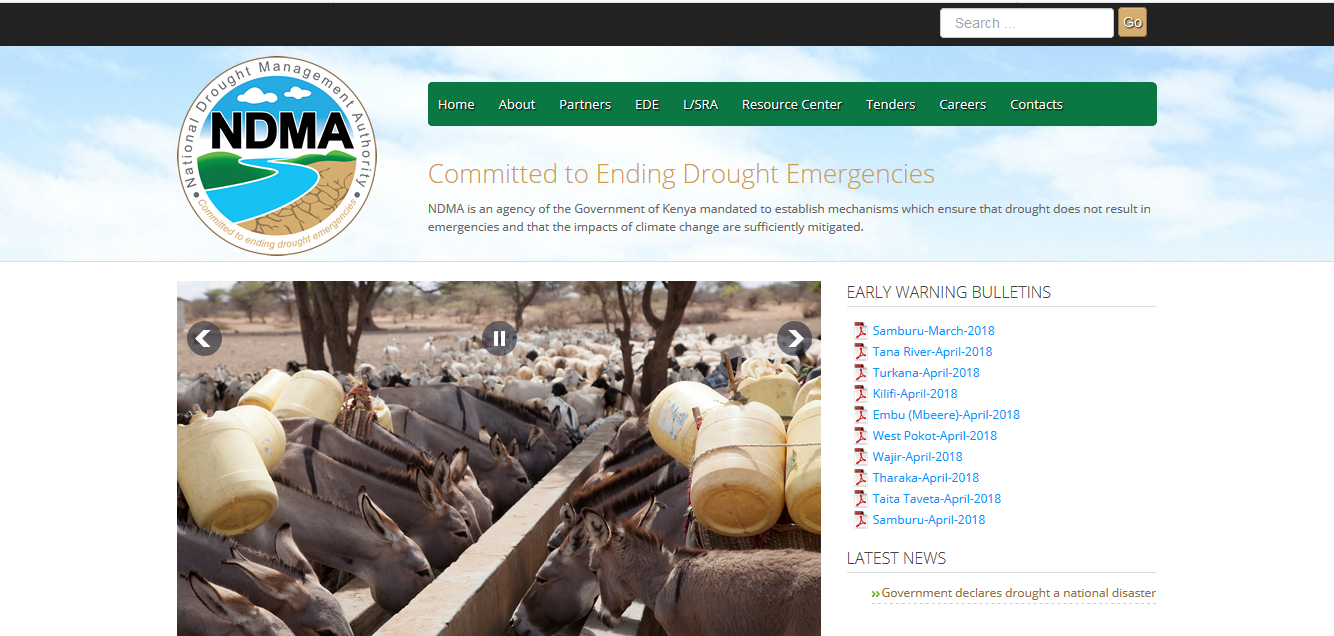 Search ...
Go
National Drought Management Authority
NDMA
Committed to ending drought emergencies
Home
About
Partners
EDE
L/SRA
Resource Center
Tenders
Careers
Contacts
Committed to Ending Drought Emergencies
NDMA is an agency of the Government of Kenya mandated to establish mechanisms which ensure that drought does not result in
emergencies and that the impacts of climate change are sufficiently mitigated.
EARLY WARNING BULLETINS
Samburu-March-2018
Tana River-April-2018
Turkana-April-2018
Kilifi-April-2018
Embu (Mbeere)-April-2018
West Pokot-April-2018
Wajir-April-2018
Tharaka-April-2018
Taita Taveta-April-2018
Samburu-April-2018
LATEST NEWS
Government declares drought a national disaster